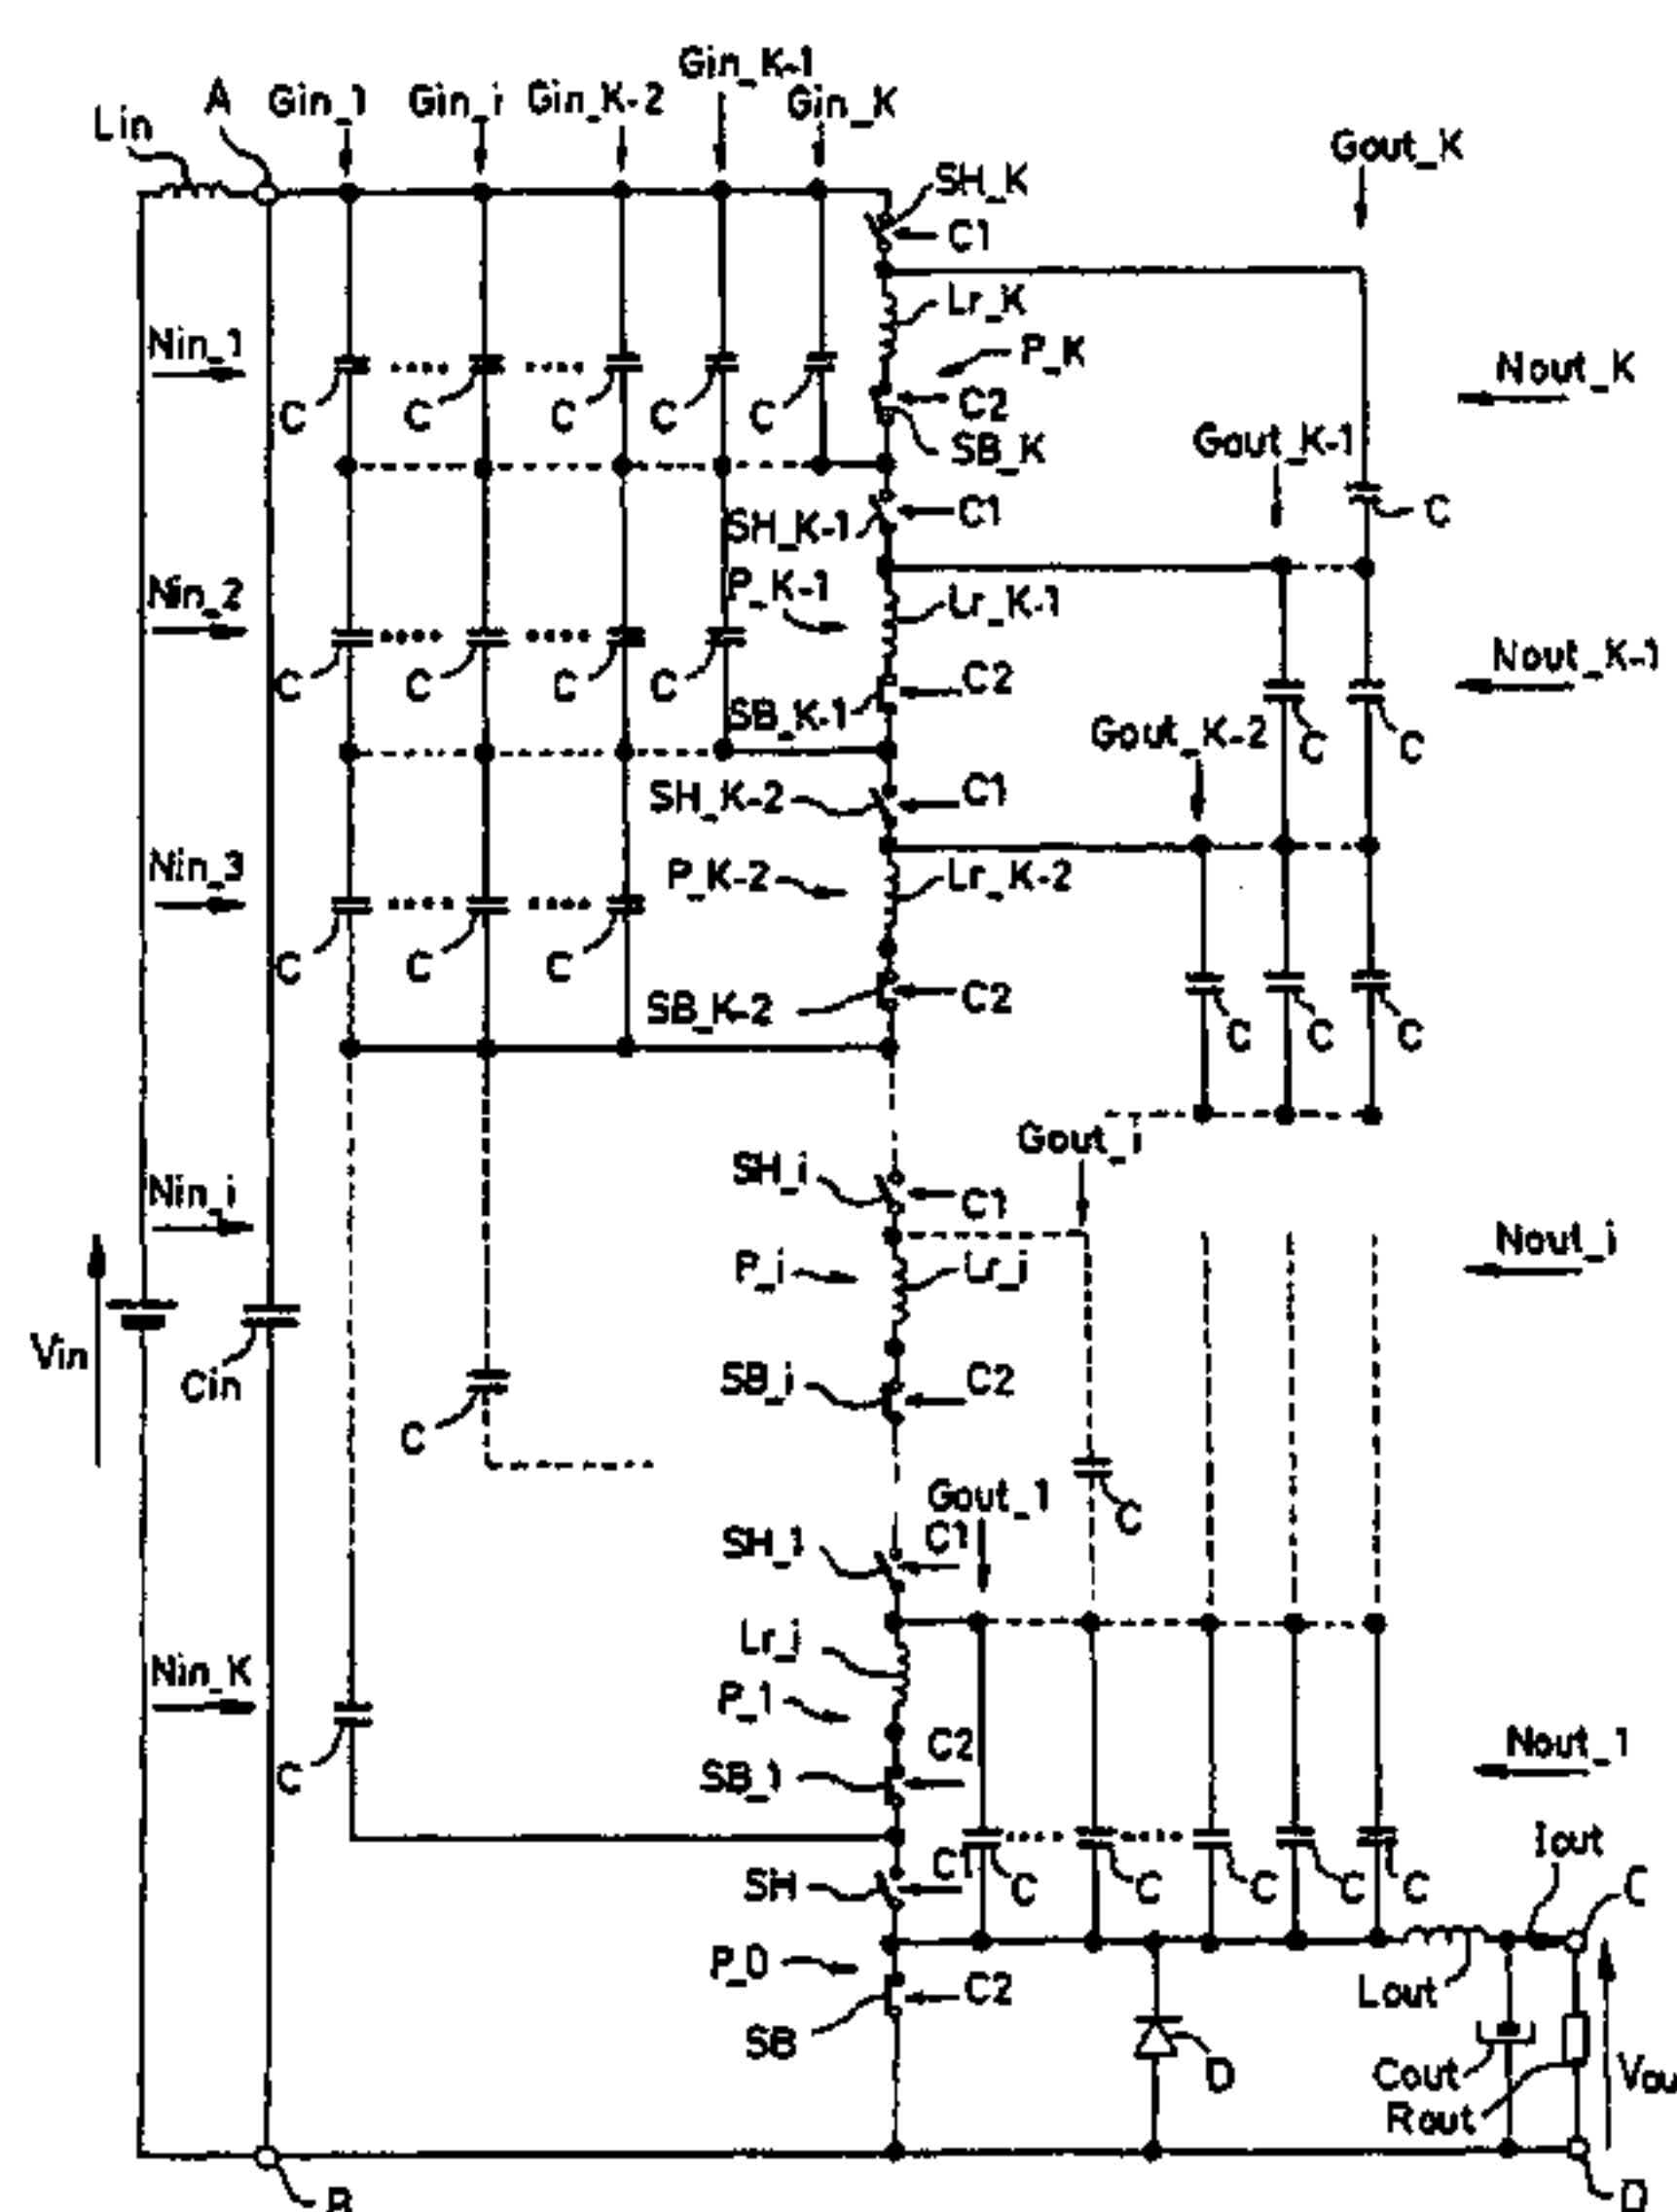 Gin_K-1
Lin
A
Gin_1
Gin_i
Gin_K-2
Gin_K
Gout_K
SH_K
C1
Lr_K
Nin_1
P_K
Nout_K
C
C
C
C
C
C2
Gout_K-1
SB_K
SH_K-1
C1
C
Nin_2
P_K-1
Lr_K-1
Nout_K-1
C
C
C
C
C2
SB_K-1
Gout_K-2
C
C
SH_K-2
C1
Nin_3
P_K-2
Lr_K-2
C
C
C
SB_K-2
C2
C
C
C
Gout_i
SH_i
C1
Nin_i
Nout_i
P_i
Lr_i
Vin
Cin
SB_i
C2
C
Gout_1
C
SH_1
C1
Lr_i
Nin_K
P_1
C2
Nout_1
C
SB_1
Iout
C1
SH
C
C
C
C
C
C
P_0
C2
Lout
SB
D
Cout
Vou
Rout
B
D